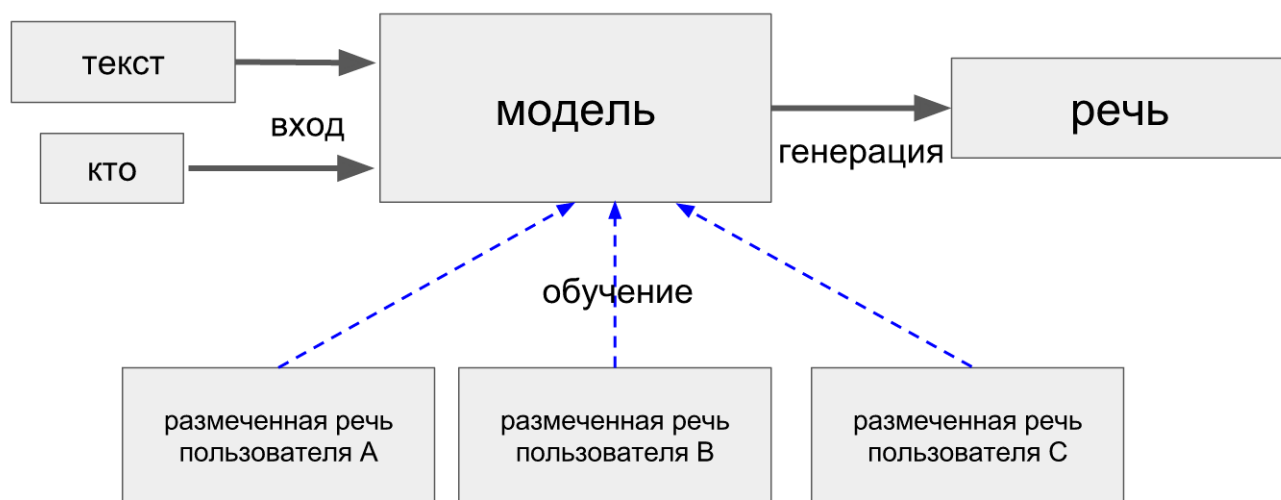 текст
кто
вход
модель
генерация
речь
обучение
размеченная речь
пользователя A
размеченная речь
пользователя B
размеченная речь
пользователя C